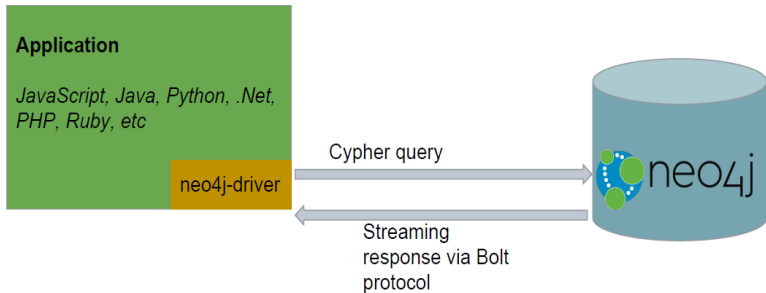 Application
JavaScript, Java, Python, .Net,
PHP, Ruby, etc
neo4j-driver
Cypher query
neo4j
Streaming
response via Bolt
protocol